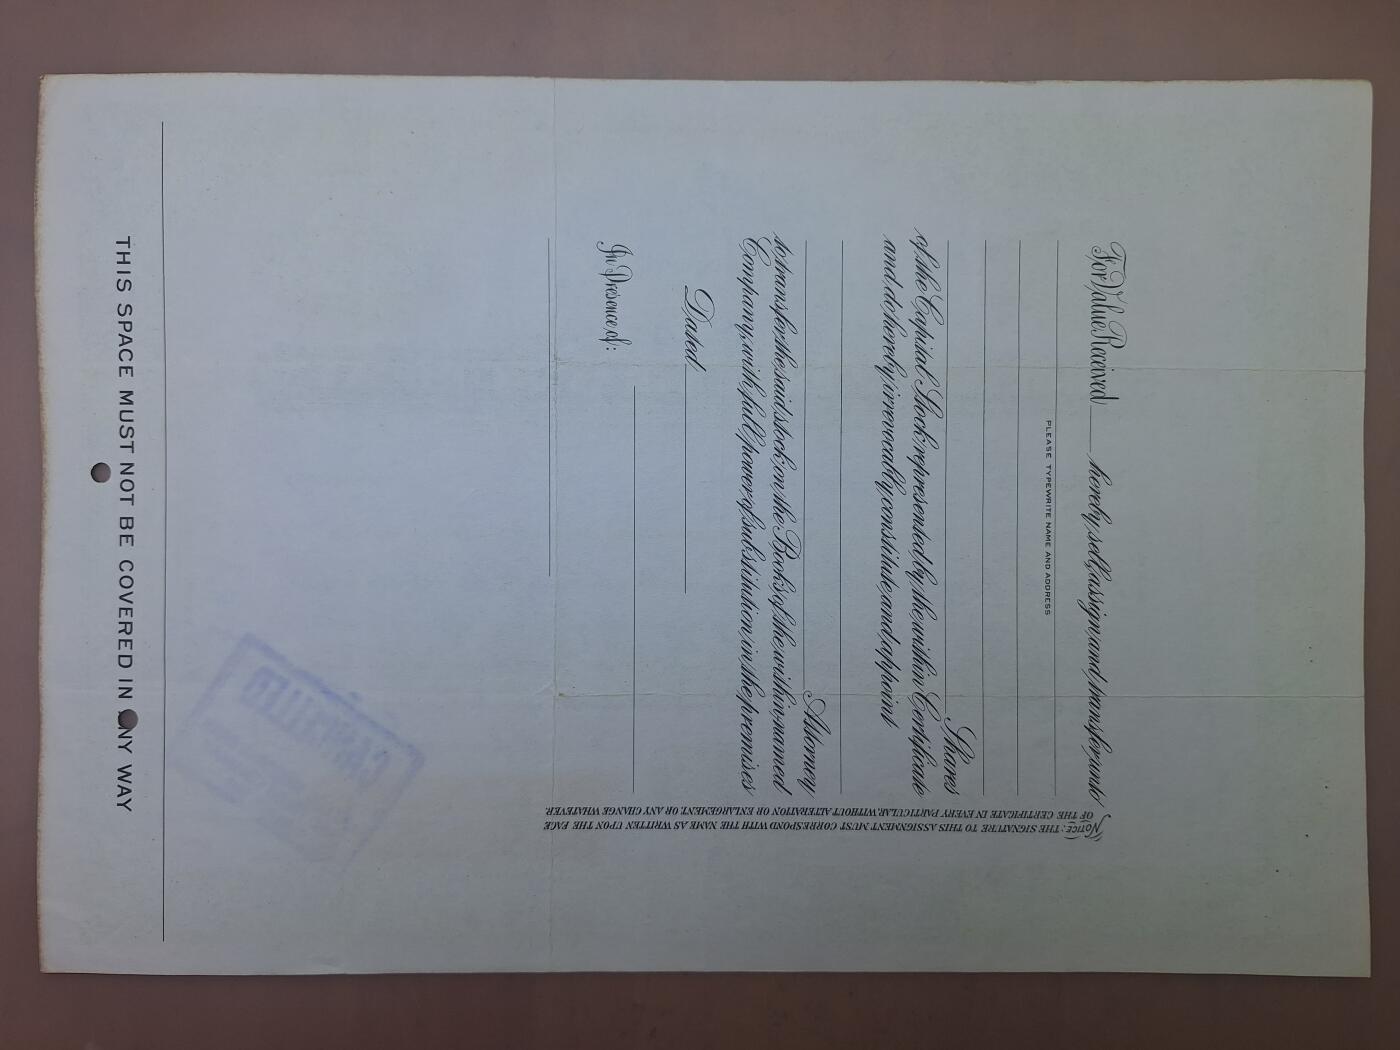 For Value Received ____ hereby sell, assign and transfer unto
PLEASE TYPEWRITE NAME AND ADDRESS
Shares
of the Capital Stock represented by the within Certificate
and do hereby irrevocably constitute and appoint
Attorney
to transfer the said stock on the Books of the within-named
Company, with full power of substitution in the premises
Dated
In Presence of:
NOTICE: THE SIGNATURE TO THIS ASSIGNMENT MUST CORRESPOND WITH THE NAME AS WRITTEN UPON THE FACE
OF THE CERTIFICATE IN EVERY PARTICULAR, WITHOUT ALTERATION OR ENLARGEMENT, OR ANY CHANGE WHATEVER.
CANCELLED
THIS SPACE MUST NOT BE COVERED IN ANY WAY